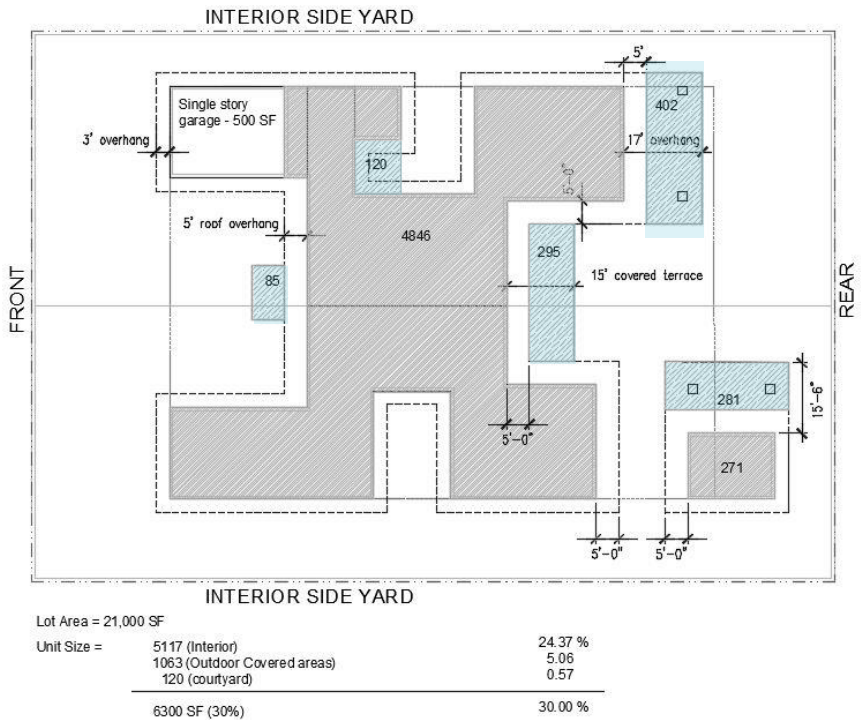 INTERIOR SIDE YARD
5'
Single story
garage - 500 SF
402
3' overhang
17' overhang
120
5'-0"
5' roof overhang
4846
295
85
15' covered terrace
FRONT
REAR
281
15'-6"
5'-0"
271
5'-0"
5'-0"
INTERIOR SIDE YARD
Lot Area = 21,000 SF
Unit Size = 5117 (Interior) 24.37 %
1063 (Outdoor Covered areas) 5.06
120 (courtyard) 0.57
6300 SF (30%) 30.00 %